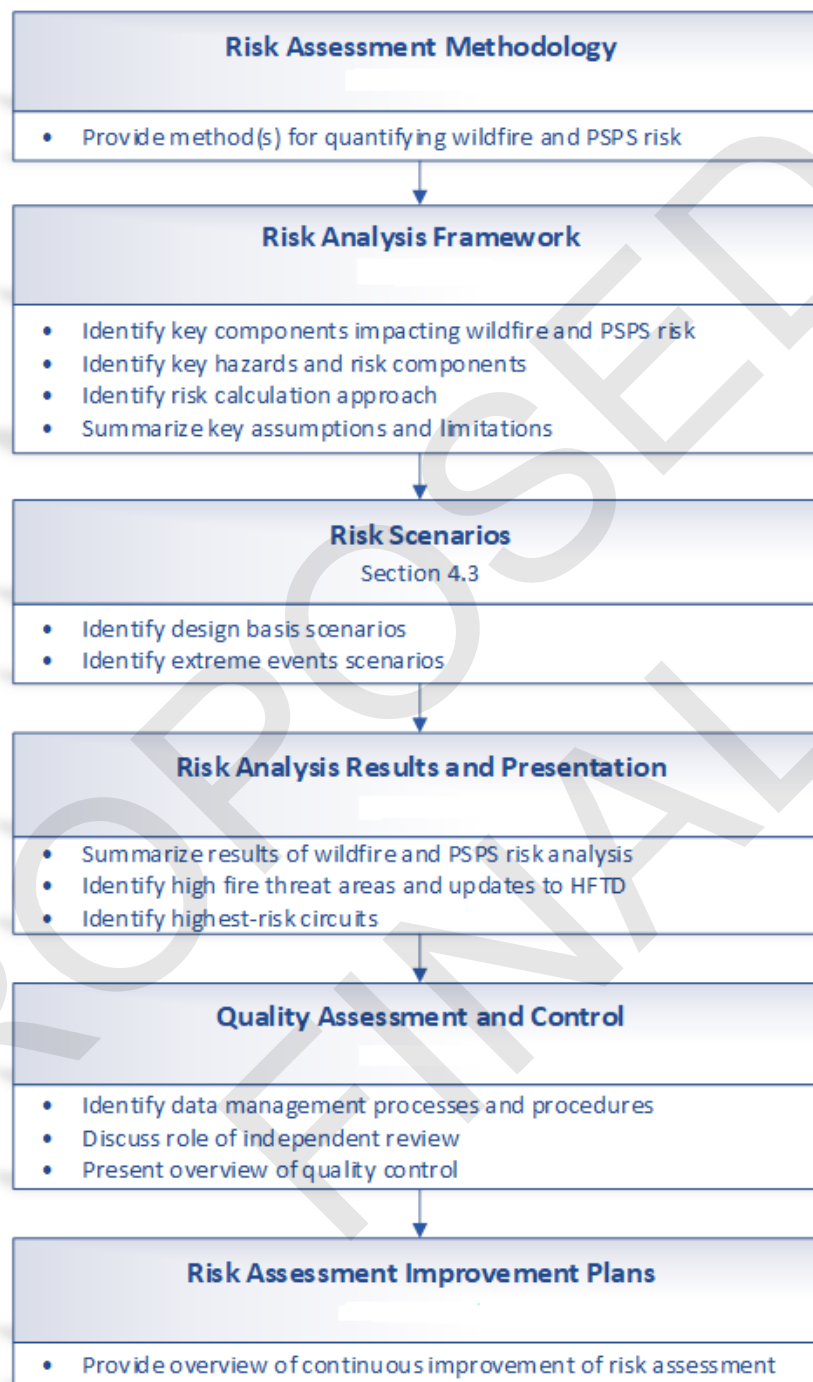 Risk Assessment Methodology
• Provide method(s) for quantifying wildfire and PSPS risk
Risk Analysis Framework
• Identify key components impacting wildfire and PSPS risk
• Identify key hazards and risk components
• Identify risk calculation approach
• Summarize key assumptions and limitations
Risk Scenarios
Section 4.3
• Identify design basis scenarios
• Identify extreme events scenarios
Risk Analysis Results and Presentation
• Summarize results of wildfire and PSPS risk analysis
• Identify high fire threat areas and updates to HFTD
• Identify highest-risk circuits
Quality Assessment and Control
• Identify data management processes and procedures
• Discuss role of independent review
• Present overview of quality control
Risk Assessment Improvement Plans
• Provide overview of continuous improvement of risk assessment
ROPOSED
FINAL